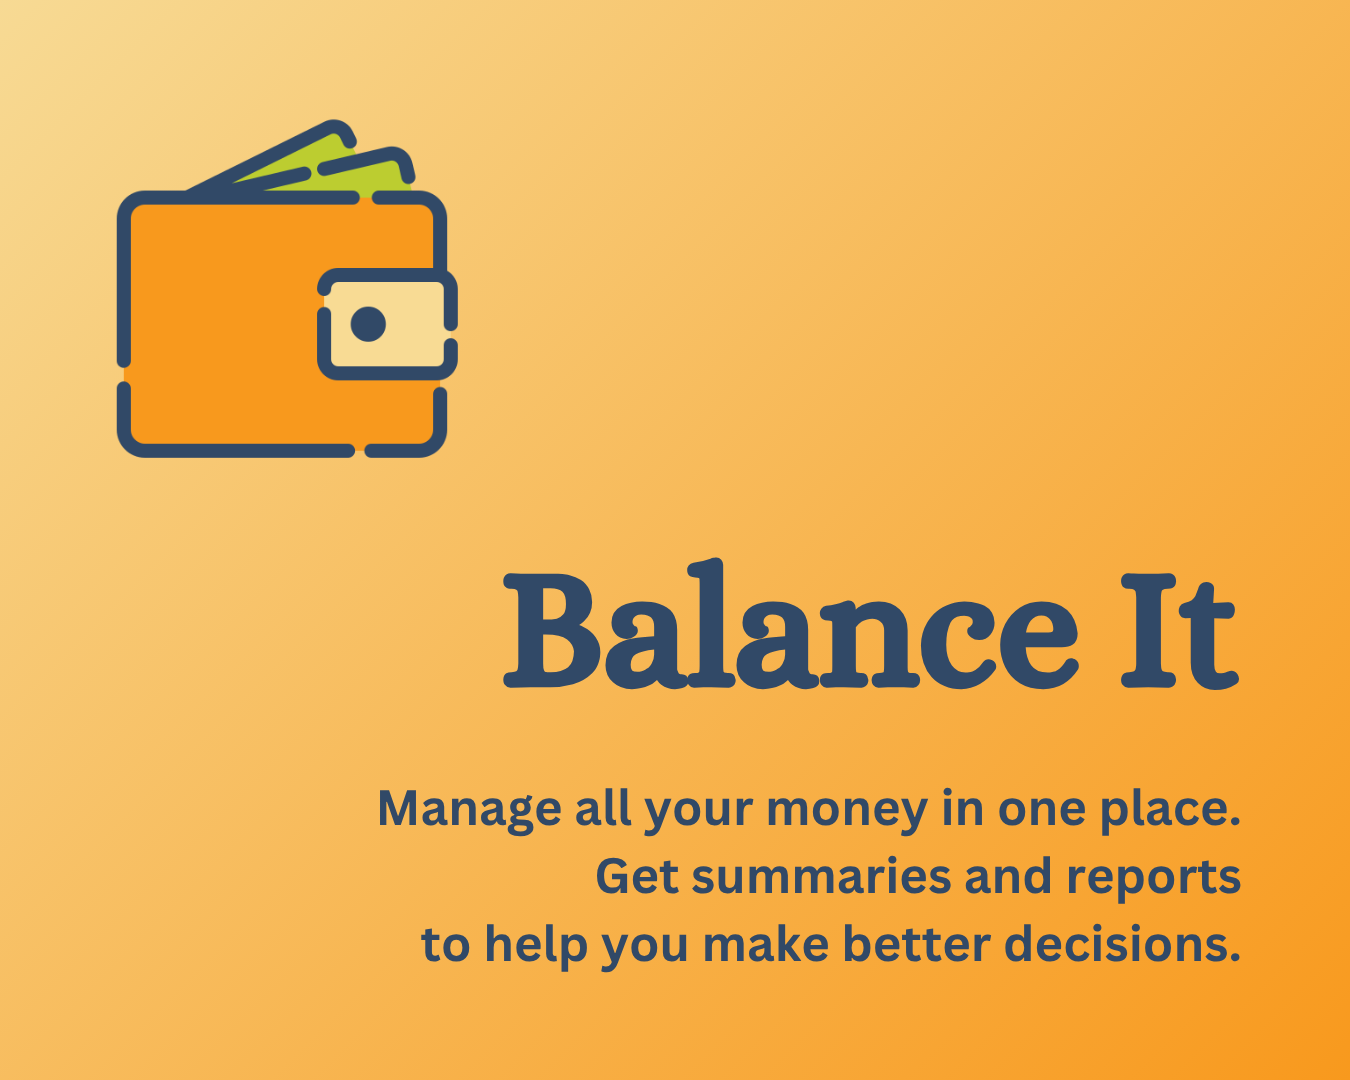 Balance It
Manage all your money in one place.
Get summaries and reports
to help you make better decisions.